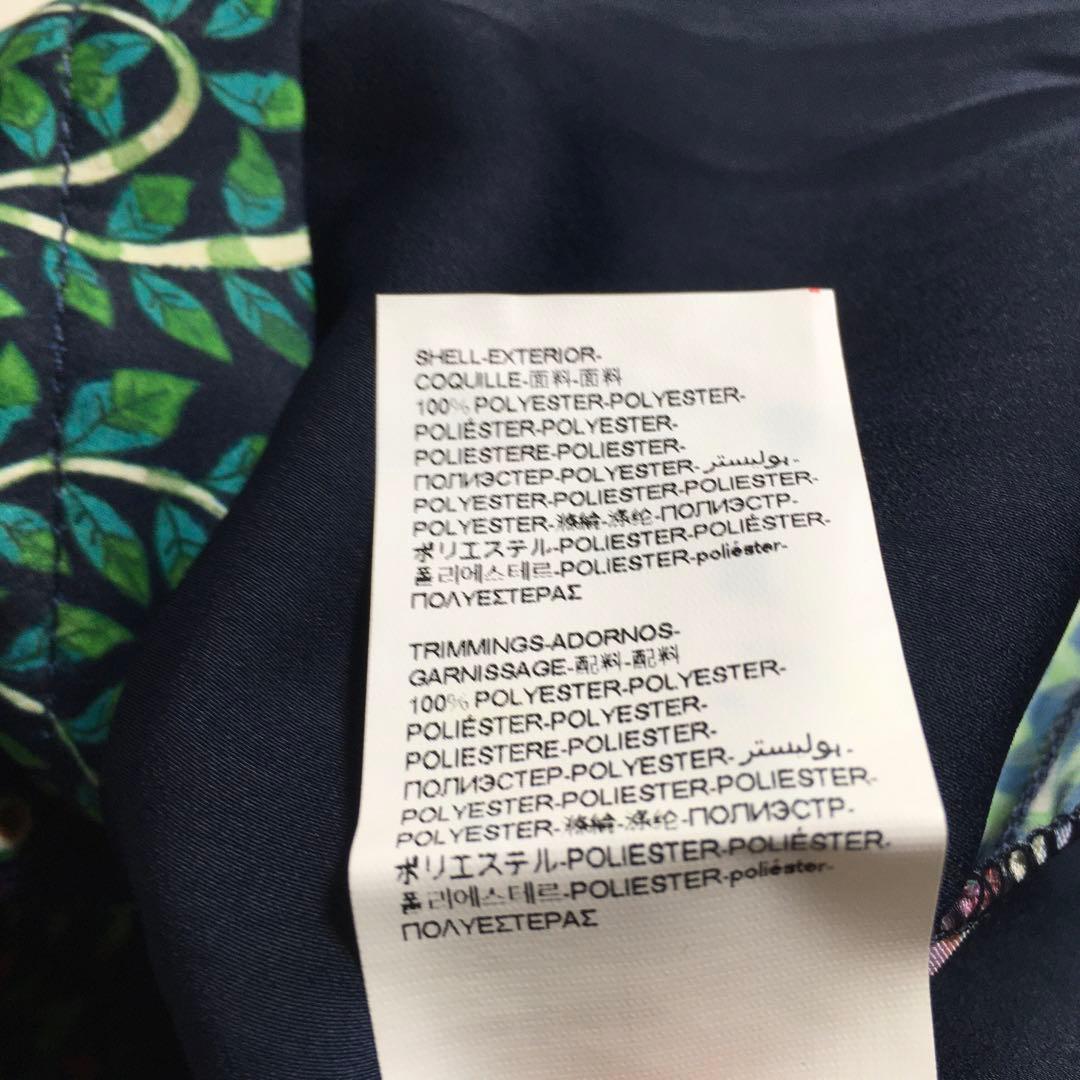 SHELL-EXTERIOR-
COQUILLE-面料-面料
100% POLYESTER-POLYESTER-
POLIÉSTER-POLYESTER-
POLIESTERE-POLIESTER-
ПОЛИЭСТЕР-POLYESTER-بوليستر-
POLYESTER-POLIESTER-POLIESTER-
POLYESTER-滌綸-涤纶-ПОЛИЭСТР-
ポリエステル-POLIESTER-POLIÉSTER-
폴리에스테르-POLIESTER-poliéster-
ΠΟΛΥΕΣΤΕΡΑΣ
TRIMMINGS-ADORNOS-
GARNISSAGE-配料-配料
100% POLYESTER-POLYESTER-
POLIÉSTER-POLYESTER-
POLIESTERE-POLIESTER-
ПОЛИЭСТЕР-POLYESTER-بوليستر-
POLYESTER-POLIESTER-POLIESTER-
POLYESTER-滌綸-涤纶-ПОЛИЭСТР-
ポリエステル-POLIESTER-POLIÉSTER-
폴리에스테르-POLIESTER-poliéster-
ΠΟΛΥΕΣΤΕΡΑΣ